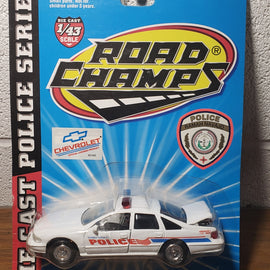 small parts. Not for
children under 3 years.
DIE CAST
1/43
SCALE
ROAD
CHAMPS
POLICE
CHEVROLET
POLICE
DIE CAST POLICE SERIES